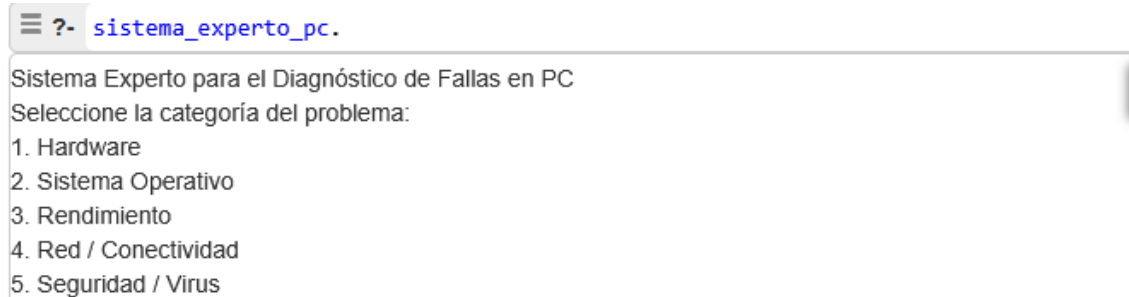 ?- sistema_experto_pc.
Sistema Experto para el Diagnóstico de Fallas en PC
Seleccione la categoría del problema:
1. Hardware
2. Sistema Operativo
3. Rendimiento
4. Red / Conectividad
5. Seguridad / Virus